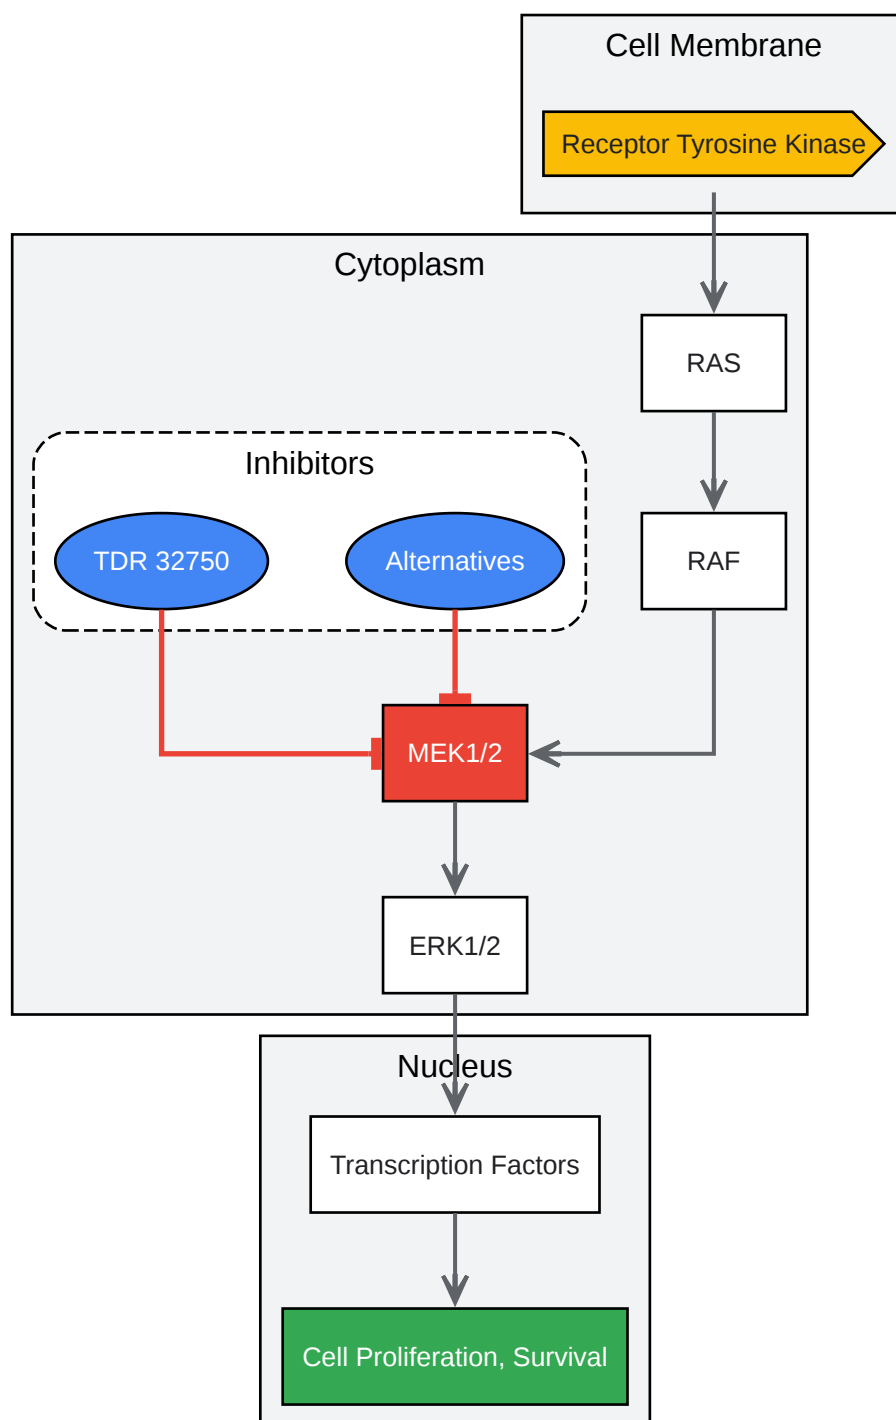 Cell Membrane
Receptor Tyrosine Kinase
Cytoplasm
RAS
Inhibitors
TDR 32750
Alternatives
RAF
MEK1/2
ERK1/2
Nucleus
Transcription Factors
Cell Proliferation, Survival